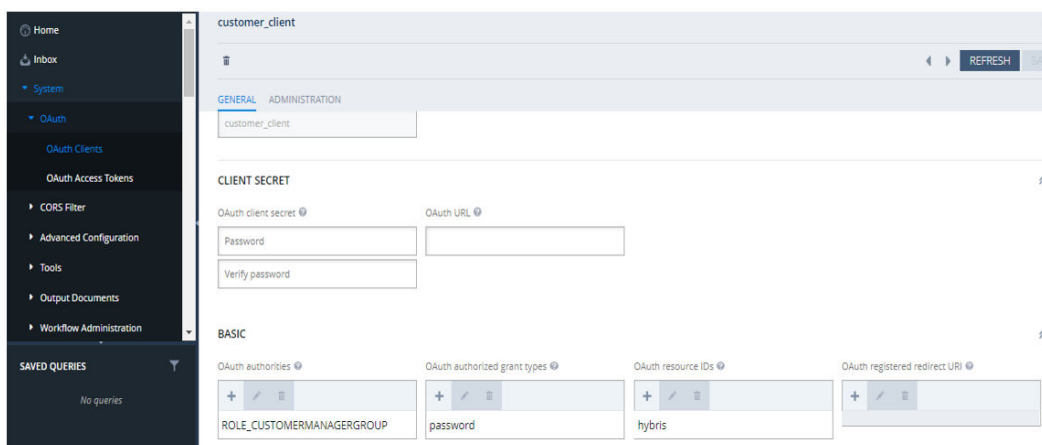 Home
Inbox
System
OAuth
OAuth Clients
OAuth Access Tokens
CORS Filter
Advanced Configuration
Tools
Output Documents
Workflow Administration
SAVED QUERIES
No queries
customer_client
REFRESH
GENERAL ADMINISTRATION
customer_client
CLIENT SECRET
OAuth client secret OAuth URL
Password
Verify password
BASIC
OAuth authorities OAuth authorized grant types OAuth resource IDs OAuth registered redirect URI
ROLE_CUSTOMERMANAGERGROUP password hybris